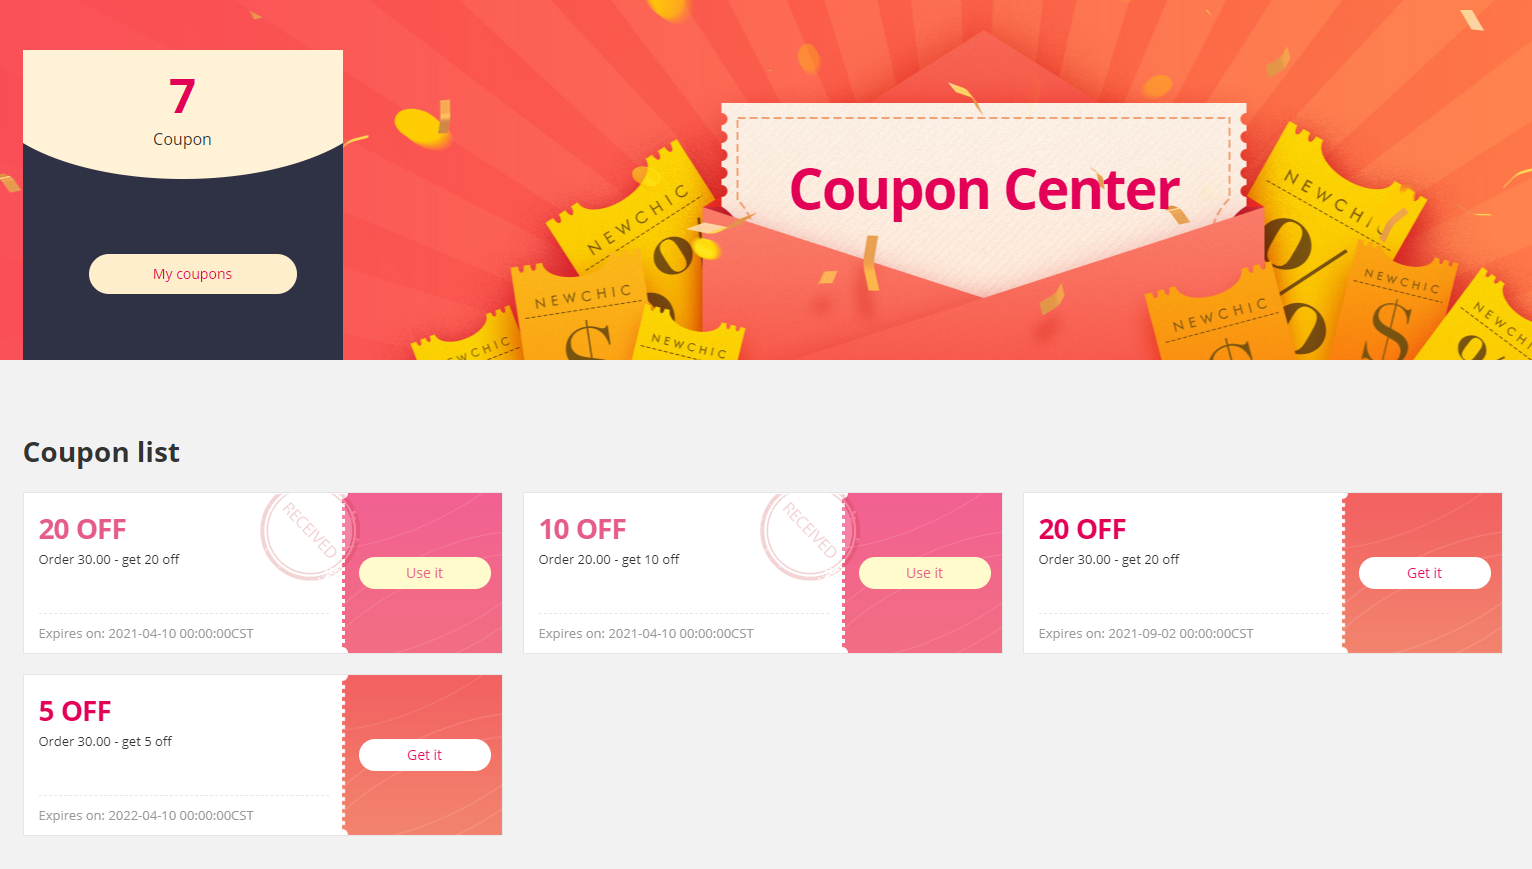 7
Coupon
My coupons
Coupon Center
NEWCHIC
NEWCHIC
$
NEWCHIC
NEWCHIC
NEWCHIC
%
NEWCHIC
$
NEWCHIC
$
NEWCHIC
%
Coupon list
20 OFF
Order 30.00 - get 20 off
RECEIVED
Use it
Expires on: 2021-04-10 00:00:00CST
10 OFF
Order 20.00 - get 10 off
RECEIVED
Use it
Expires on: 2021-04-10 00:00:00CST
20 OFF
Order 30.00 - get 20 off
Get it
Expires on: 2021-09-02 00:00:00CST
5 OFF
Order 30.00 - get 5 off
Get it
Expires on: 2022-04-10 00:00:00CST